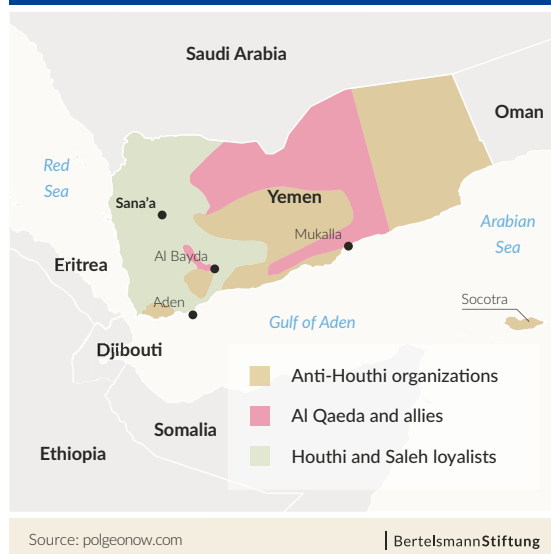 Saudi Arabia
Oman
Red
Sea
Sana’a
Yemen
Mukalla
Arabian
Sea
Al Bayda
Eritrea
Aden
Socotra
Gulf of Aden
Djibouti
Anti-Houthi organizations
Al Qaeda and allies
Somalia
Houthi and Saleh loyalists
Ethiopia
Source: polgeonow.com
BertelsmannStiftung